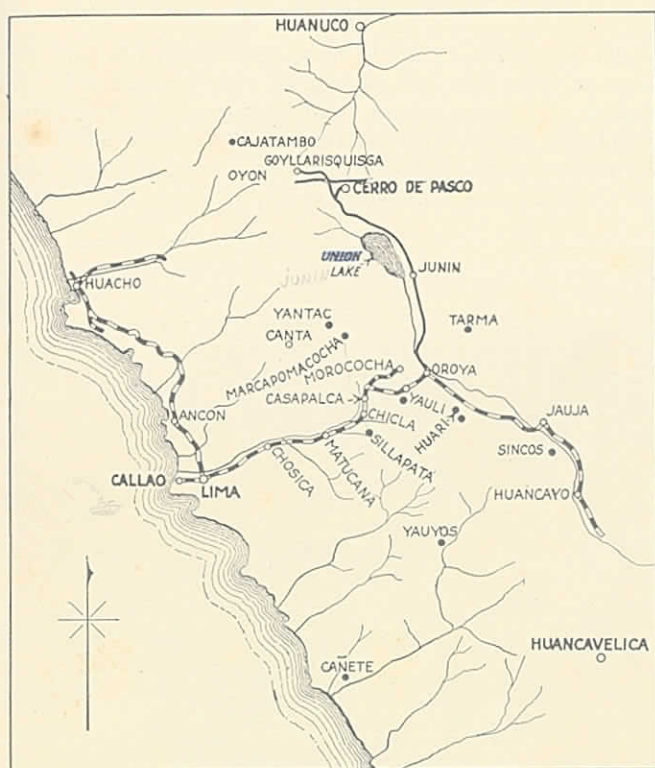 HUANUCO
CAJATAMBO
GOYLLARISQUISGA
OYON
CERRO DE PASCO
UNION
LAKE
JUNIN
JUNIN
HUACHO
YANTAC
TARMA
CANTA
MARCAPOMACOCHA
MOROCOCHA
OROYA
CASAPALCA
YAULI
ANCON
CHICLA
HUARI
JAUJA
SILLAPATA
MATUCANA
CHOSICA
SINCOS
CALLAO
LIMA
HUANCAYO
YAUYOS
HUANCAVELICA
CAÑETE